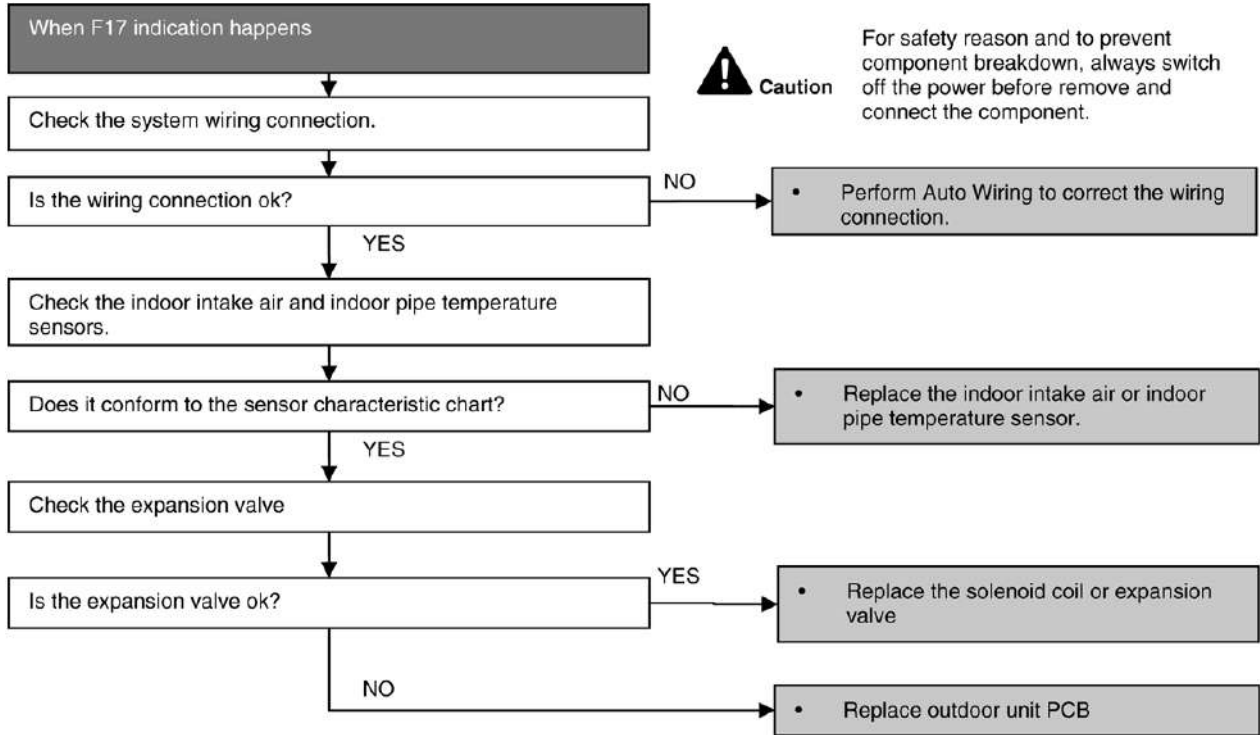 When F17 indication happens
Caution
For safety reason and to prevent
component breakdown, always switch
off the power before remove and
connect the component.
Check the system wiring connection.
Is the wiring connection ok?
NO
• Perform Auto Wiring to correct the wiring
connection.
YES
Check the indoor intake air and indoor pipe temperature
sensors.
Does it conform to the sensor characteristic chart?
NO
• Replace the indoor intake air or indoor
pipe temperature sensor.
YES
Check the expansion valve
Is the expansion valve ok?
YES
• Replace the solenoid coil or expansion
valve
NO
• Replace outdoor unit PCB